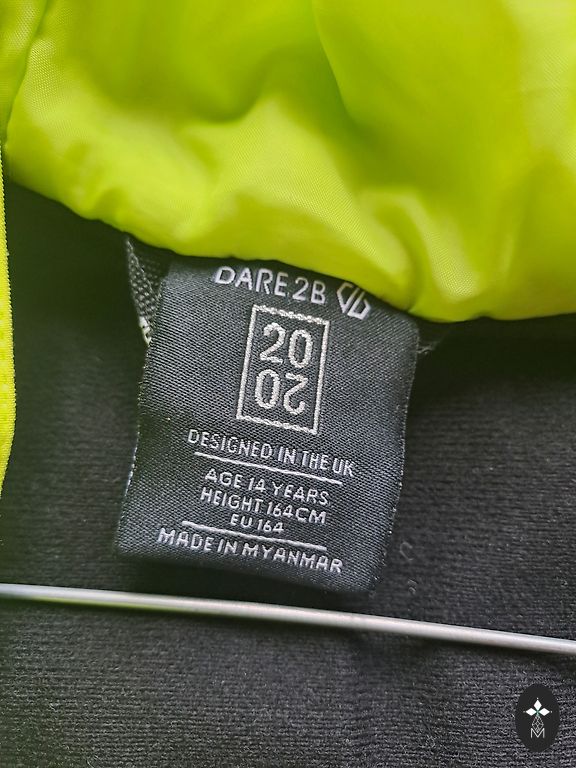 DARE.2B
20
20
DESIGNED IN THE UK
AGE 14 YEARS
HEIGHT 164CM
EU 164
MADE IN MYANMAR
M